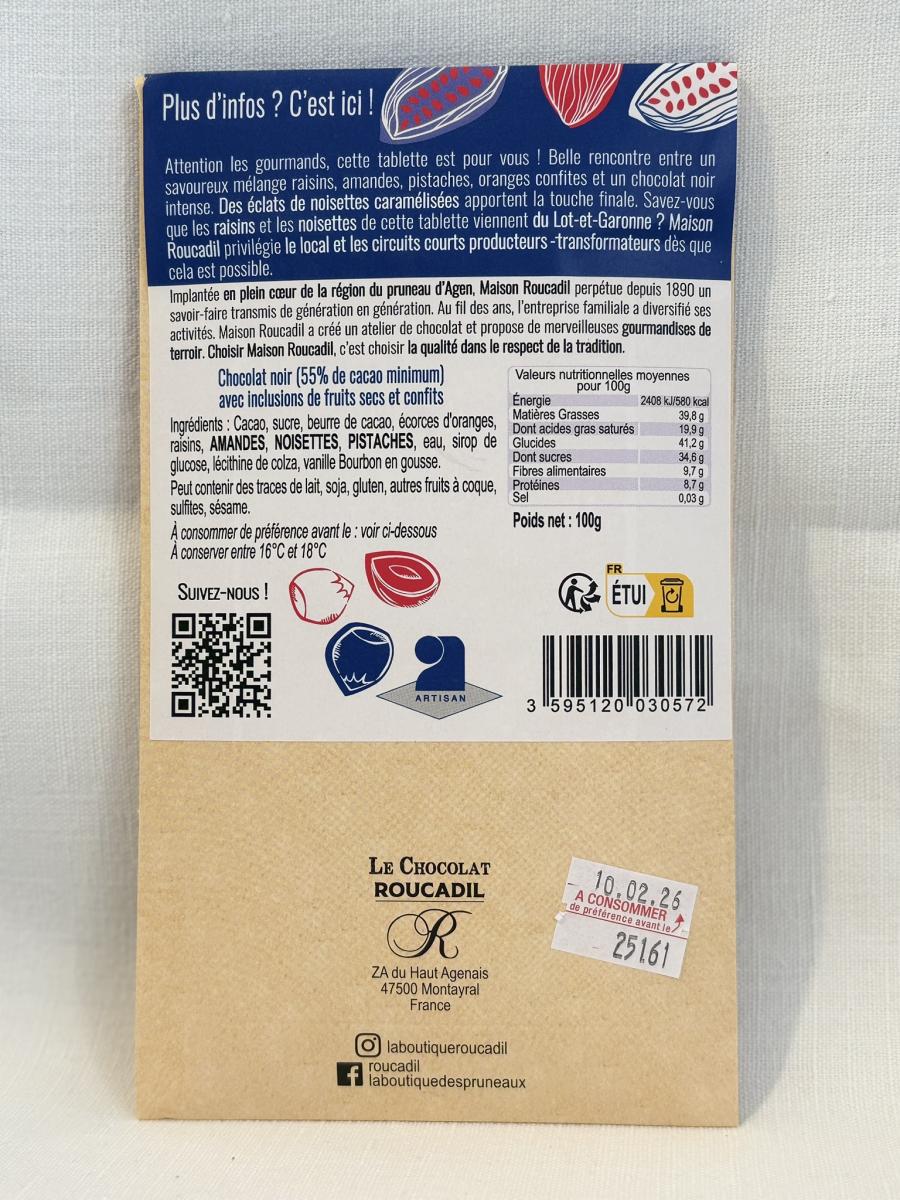 Plus d'infos ? C'est ici !
Attention les gourmands, cette tablette est pour vous ! Belle rencontre entre un
savoureux mélange raisins, amandes, pistaches, oranges confites et un chocolat noir
intense. Des éclats de noisettes caramélisées apportent la touche finale. Savez-vous
que les raisins et les noisettes de cette tablette viennent du Lot-et-Garonne ? Maison
Roucadil privilégie le local et les circuits courts producteurs -transformateurs dès que
cela est possible.
Implantée en plein cœur de la région du pruneau d'Agen, Maison Roucadil perpétue depuis 1890 un
savoir-faire transmis de génération en génération. Au fil des ans, l'entreprise familiale a diversifié ses
activités. Maison Roucadil a créé un atelier de chocolat et propose de merveilleuses gourmandises de
terroir. Choisir Maison Roucadil, c'est choisir la qualité dans le respect de la tradition.
Chocolat noir (55% de cacao minimum)
avec inclusions de fruits secs et confits
Ingrédients : Cacao, sucre, beurre de cacao, écorces d'oranges,
raisins, AMANDES, NOISETTES, PISTACHES, eau, sirop de
glucose, lécithine de colza, vanille Bourbon en gousse.
Peut contenir des traces de lait, soja, gluten, autres fruits à coque,
sulfites, sésame.
À consommer de préférence avant le : voir ci-dessous
À conserver entre 16°C et 18°C
Valeurs nutritionnelles moyennes
pour 100g
Énergie 2408 kJ/580 kcal
Matières Grasses 39,8 g
Dont acides gras saturés 19,9 g
Glucides 41,2 g
Dont sucres 34,6 g
Fibres alimentaires 9,7 g
Protéines 8,7 g
Sel 0,03 g
Poids net : 100g
SUIVEZ-NOUS !
ARTISAN
FR
ÉTUI
3 595120 030572
LE CHOCOLAT
ROUCADIL
R
ZA du Haut Agenais
47500 Montayral
France
laboutiqueroucadil
roucadil
laboutiquedespruneaux
10.02.26
A CONSOMMER
de préférence avant le
25161